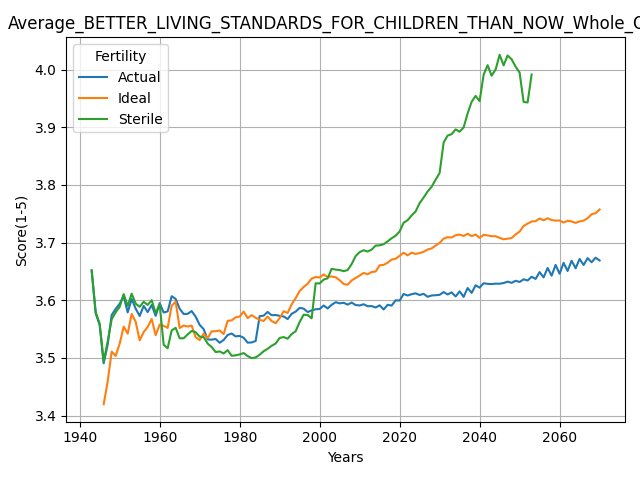 Average_BETTER_LIVING_STANDARDS_FOR_CHILDREN_THAN_NOW_Whole_
Fertility
Actual
Ideal
Sterile
Score(1-5)
4.0
3.9
3.8
3.7
3.6
3.5
3.4
1940 1960 1980 2000 2020 2040 2060
Years